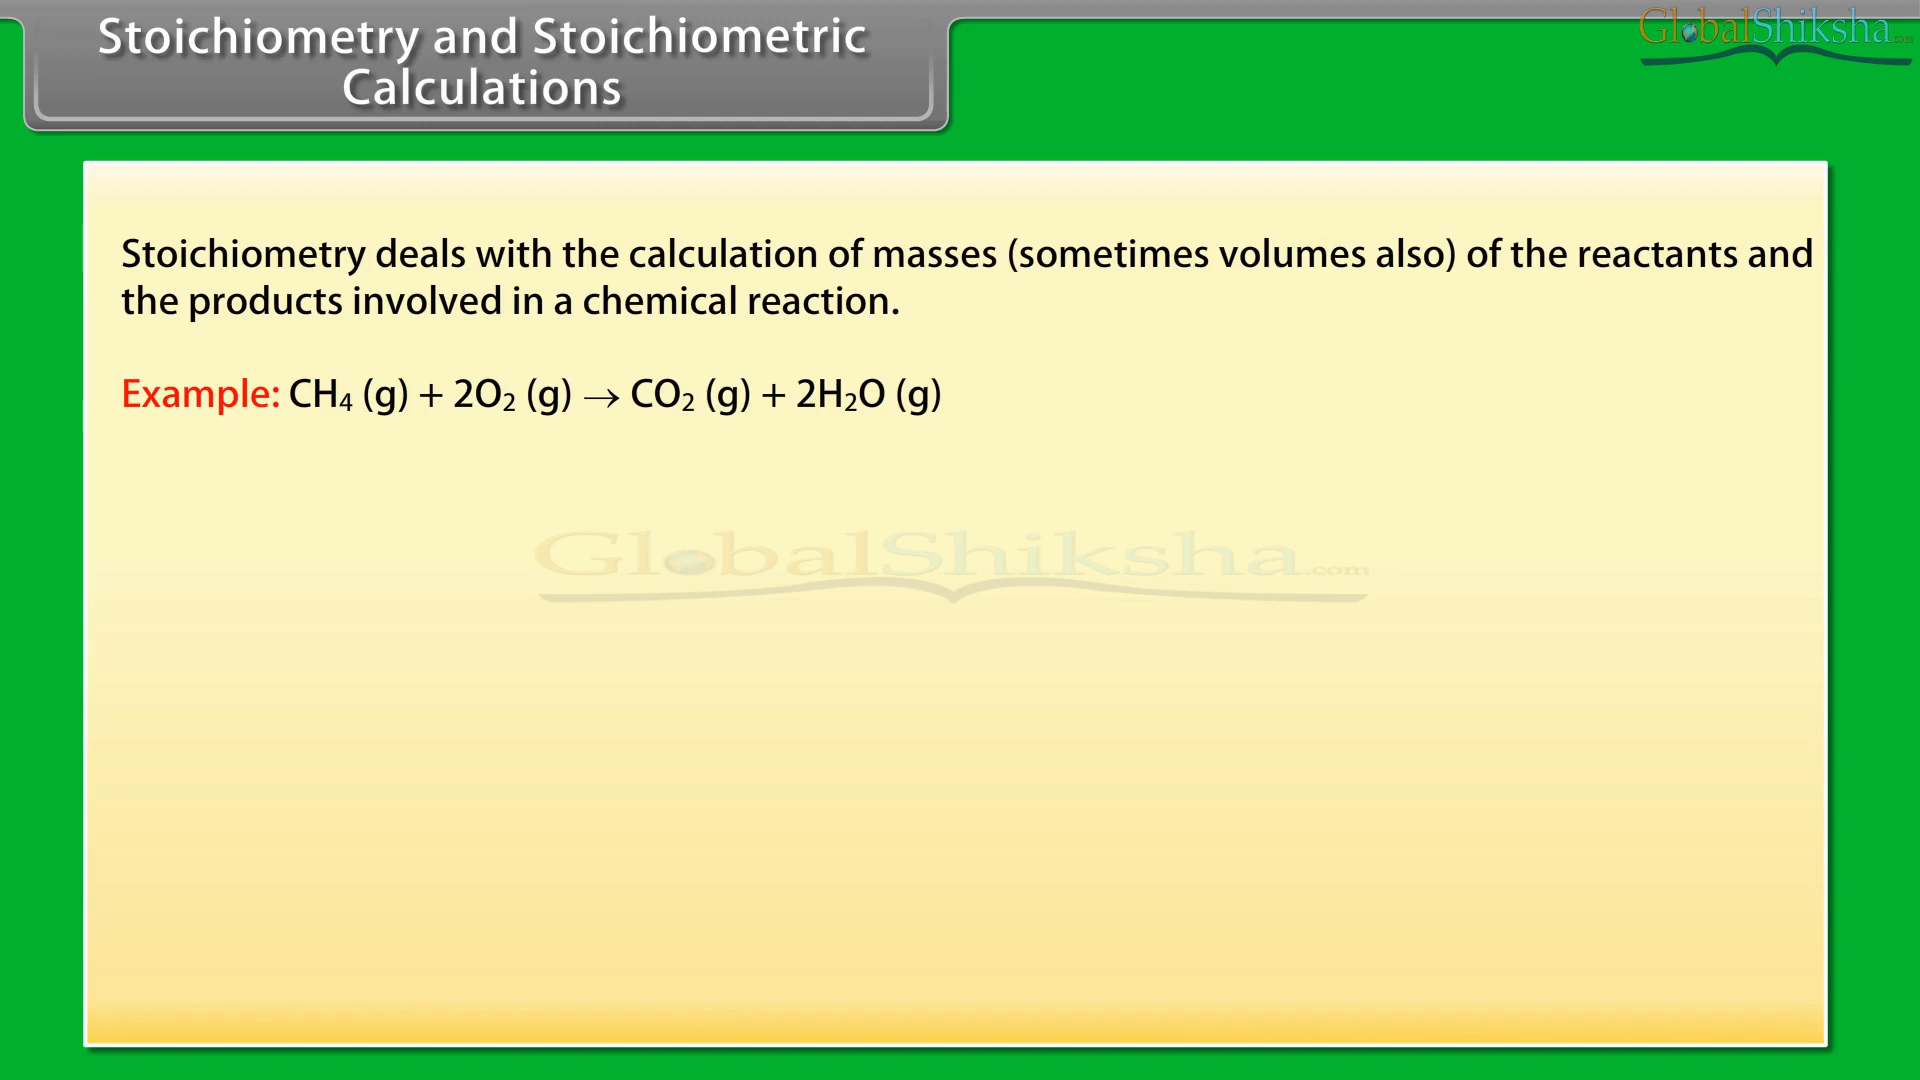 Stoichiometry and Stoichiometric
Calculations
GlobalShiksha.com
Stoichiometry deals with the calculation of masses (sometimes volumes also) of the reactants and
the products involved in a chemical reaction.
Example: CH₄ (g) + 2O₂ (g) → CO₂ (g) + 2H₂O (g)
GlobalShiksha.com